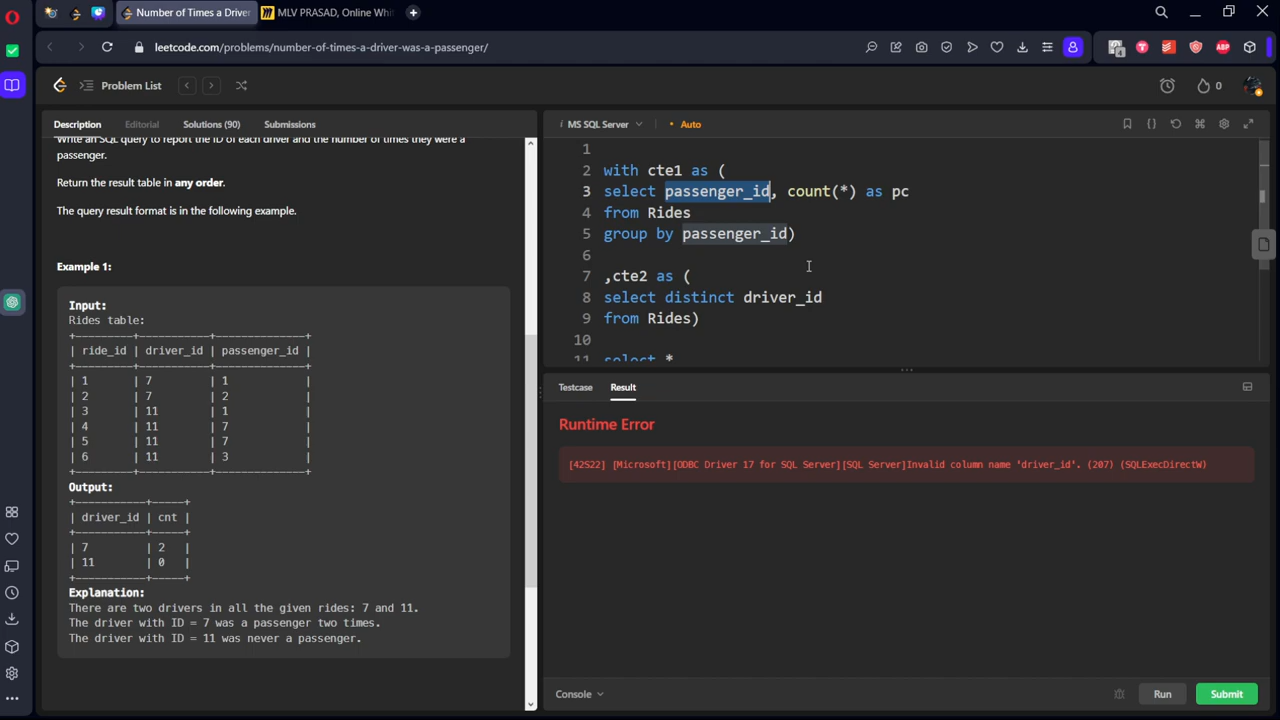 Number of Times a Driver
MLV PRASAD, Online Whi
leetcode.com/problems/number-of-times-a-driver-was-a-passenger/
4
ABP
Problem List
0
Description Editorial Solutions (90) Submissions
Write an SQL query to report the ID of each driver and the number of times they were a
passenger.
Return the result table in any order.
The query result format is in the following example.
Example 1:
Input:
Rides table:
+---------+-----------+--------------+
| ride_id | driver_id | passenger_id |
+---------+-----------+--------------+
| 1 | 7 | 1 |
| 2 | 7 | 2 |
| 3 | 11 | 1 |
| 4 | 11 | 7 |
| 5 | 11 | 7 |
| 6 | 11 | 3 |
+---------+-----------+--------------+
Output:
+-----------+-----+
| driver_id | cnt |
+-----------+-----+
| 7 | 2 |
| 11 | 0 |
+-----------+-----+
Explanation:
There are two drivers in all the given rides: 7 and 11.
The driver with ID = 7 was a passenger two times.
The driver with ID = 11 was never a passenger.
i MS SQL Server • Auto
1
2 with cte1 as (
3 select passenger_id, count(*) as pc
4 from Rides
5 group by passenger_id)
6
7 ,cte2 as (
8 select distinct driver_id
9 from Rides)
10
11 select *
Testcase Result
Runtime Error
[42S22] [Microsoft][ODBC Driver 17 for SQL Server][SQL Server]Invalid column name 'driver_id'. (207) (SQLExecDirectW)
Console Run Submit